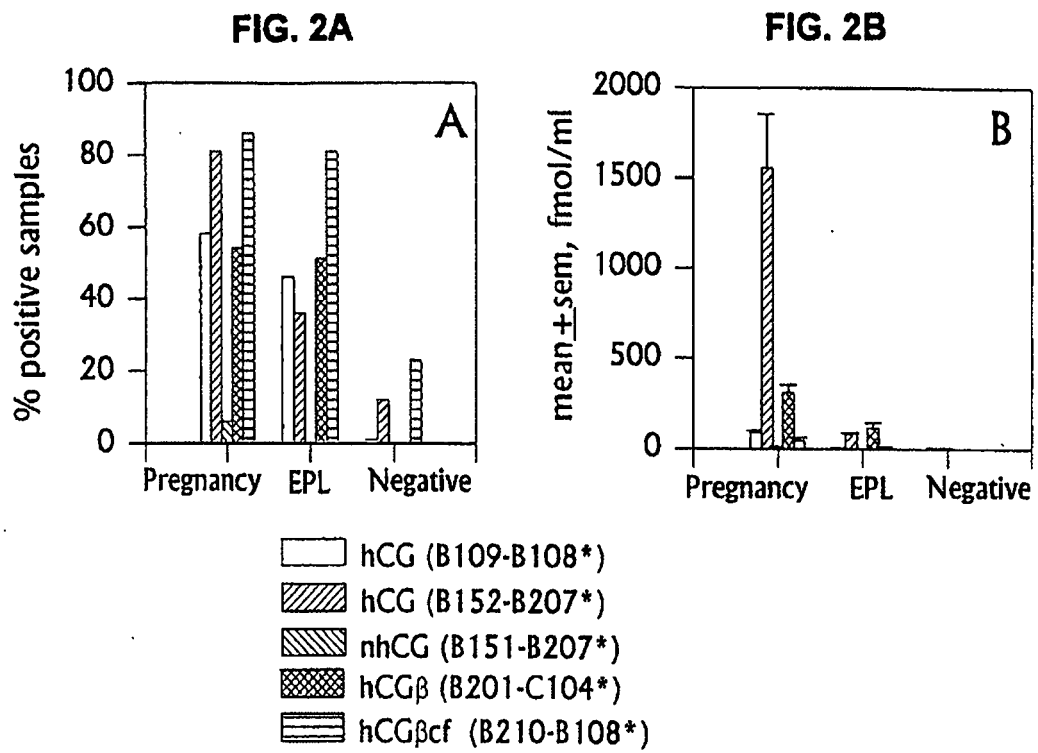 FIG. 2A
FIG. 2B
A
% positive samples
100
80
60
40
20
0
Pregnancy
EPL
Negative
B
mean±sem, fmol/ml
2000
1500
1000
500
0
Pregnancy
EPL
Negative
hCG (B109-B108*)
hCG (B152-B207*)
nhCG (B151-B207*)
hCGβ (B201-C104*)
hCGβcf (B210-B108*)